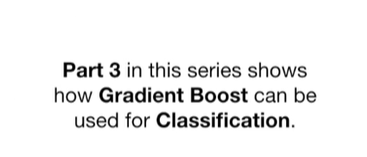 Part 3 in this series shows
how Gradient Boost can be
used for Classification.